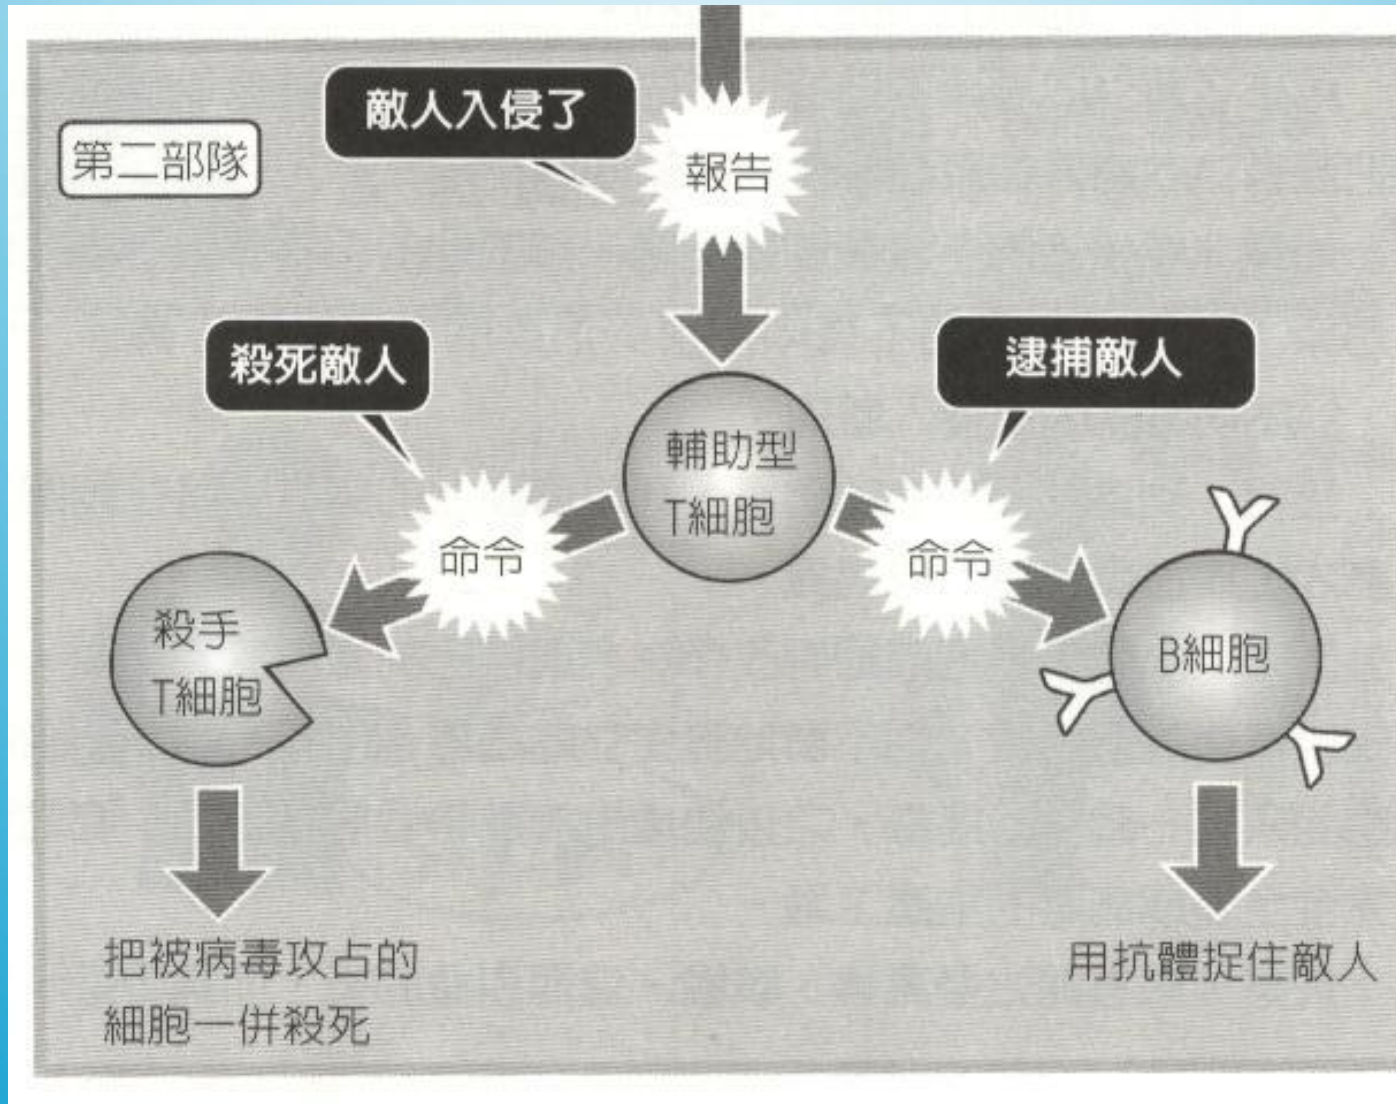 敵人入侵了
第二部隊
報告
殺死敵人
逮捕敵人
輔助型
T細胞
命令
命令
殺手
T細胞
B細胞
把被病毒攻占的
細胞一併殺死
用抗體捉住敵人